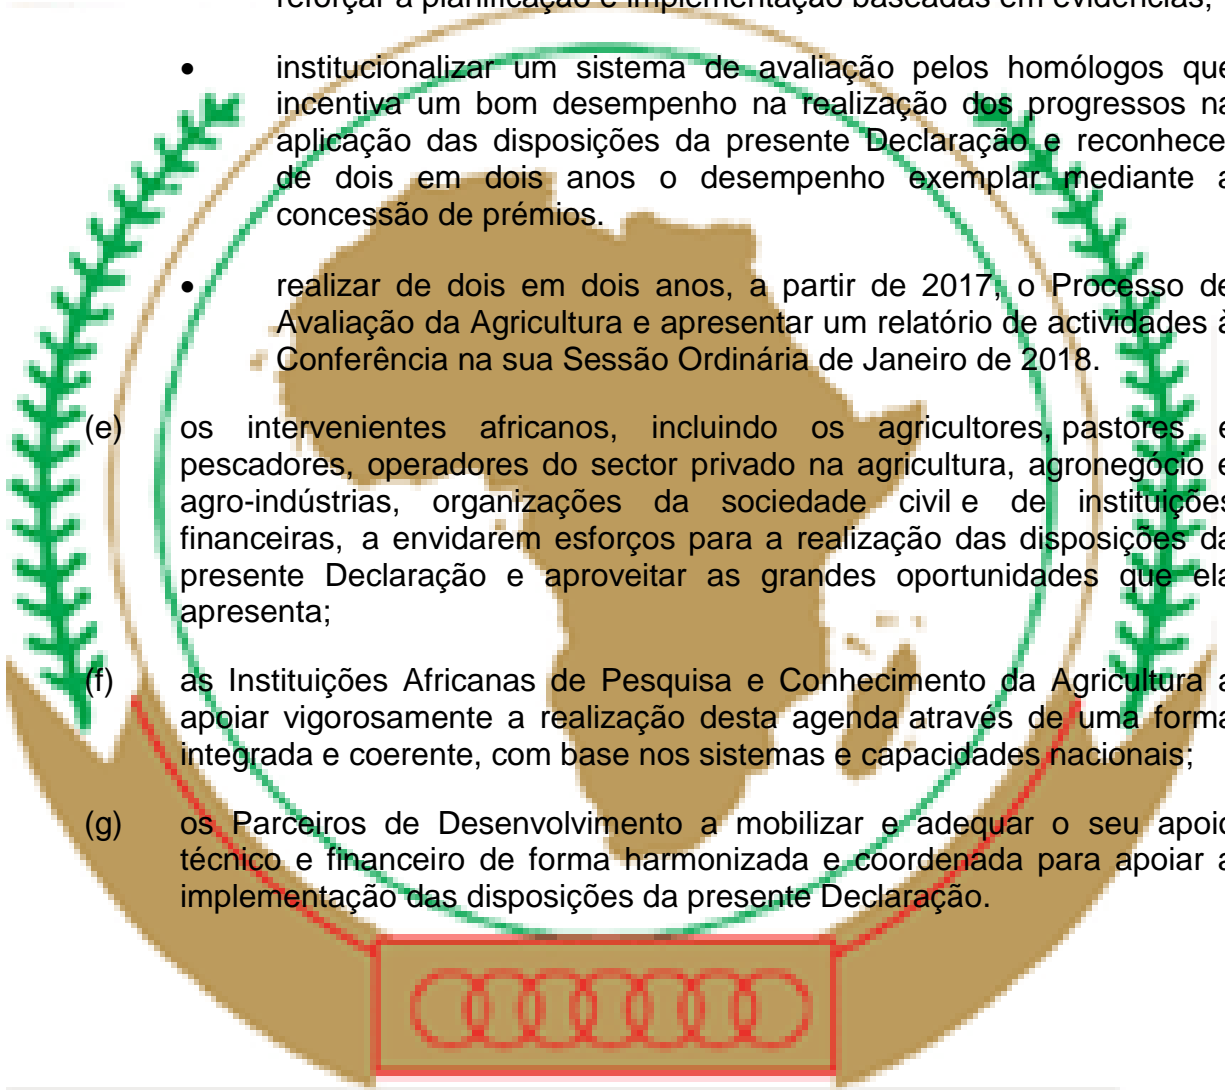 reforçar a planificação e implementação baseadas em evidências;
• institucionalizar um sistema de avaliação pelos homólogos que
incentiva um bom desempenho na realização dos progressos na
aplicação das disposições da presente Declaração e reconhecer
de dois em dois anos o desempenho exemplar mediante a
concessão de prémios.
• realizar de dois em dois anos, a partir de 2017, o Processo de
Avaliação da Agricultura e apresentar um relatório de actividades à
Conferência na sua Sessão Ordinária de Janeiro de 2018.
(e) os intervenientes africanos, incluindo os agricultores, pastores e
pescadores, operadores do sector privado na agricultura, agronegócio e
agro-indústrias, organizações da sociedade civil e de instituições
financeiras, a envidarem esforços para a realização das disposições da
presente Declaração e aproveitar as grandes oportunidades que ela
apresenta;
(f) as Instituições Africanas de Pesquisa e Conhecimento da Agricultura a
apoiar vigorosamente a realização desta agenda através de uma forma
integrada e coerente, com base nos sistemas e capacidades nacionais;
(g) os Parceiros de Desenvolvimento a mobilizar e adequar o seu apoio
técnico e financeiro de forma harmonizada e coordenada para apoiar a
implementação das disposições da presente Declaração.